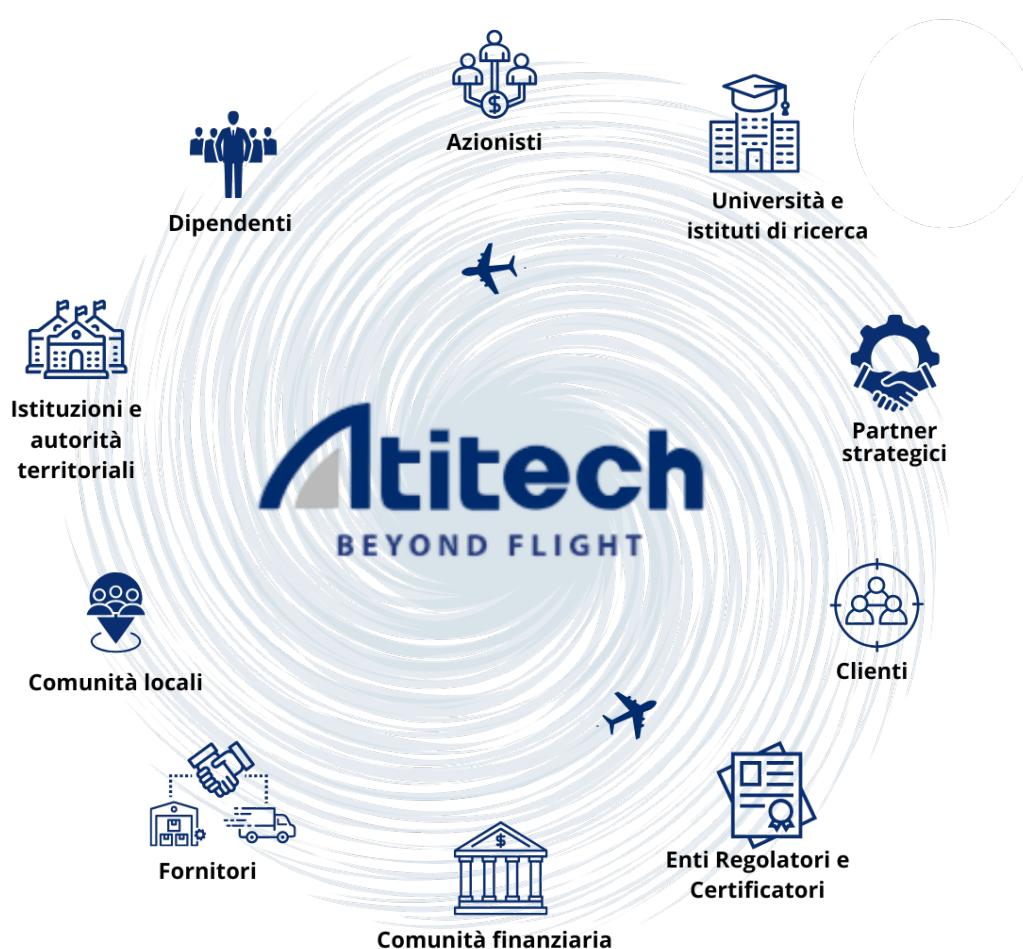 Azionisti
Università e
istituti di ricerca
Dipendenti
Istituzioni e
autorità
territoriali
Partner
strategici
Atitech
BEYOND FLIGHT
Comunità locali
Clienti
Fornitori
Enti Regolatori e
Certificatori
Comunità finanziaria
$
$